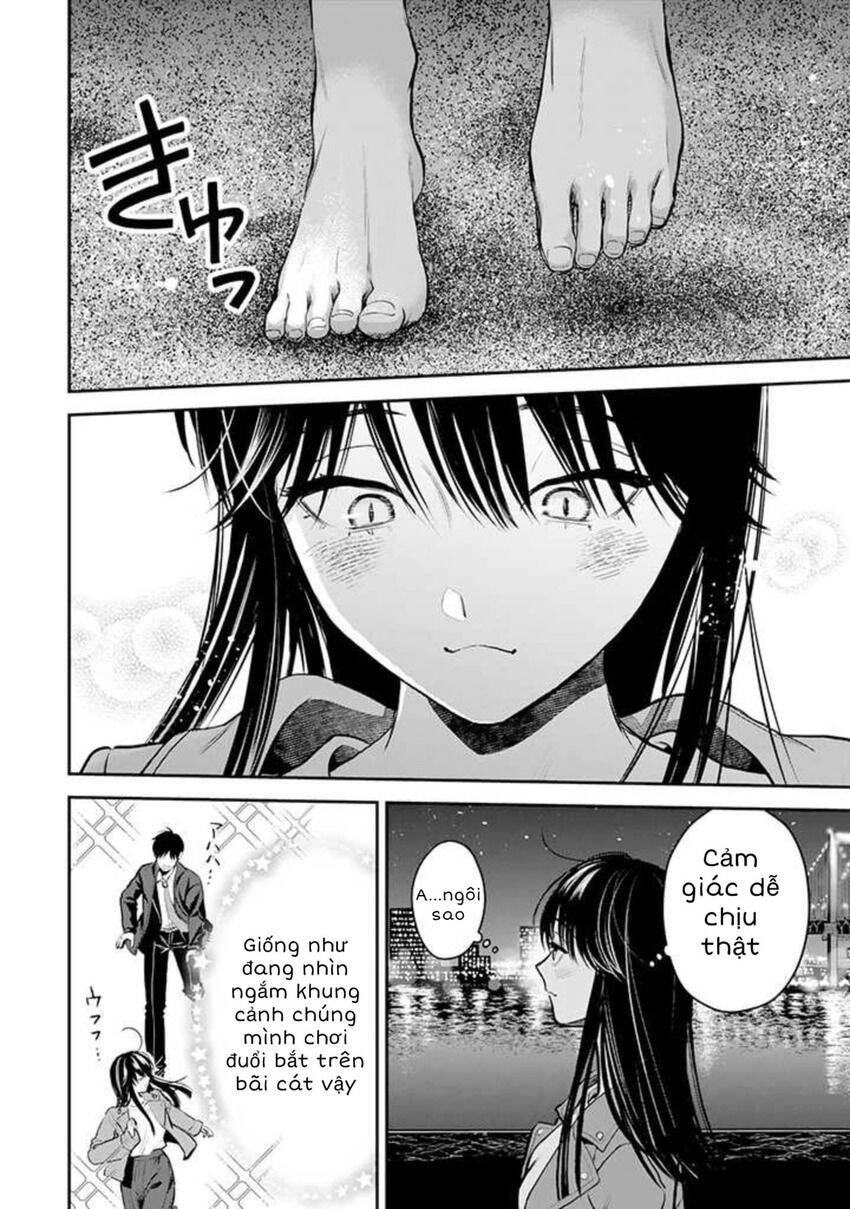 きゅっ
Cảm
giác dễ
chịu
thật
A...ngôi
sao
アハハ…
Giống như
đang nhìn
ngắm khung
cảnh chúng
mình chơi
đuổi bắt trên
bãi cát vậy
ウフフ…